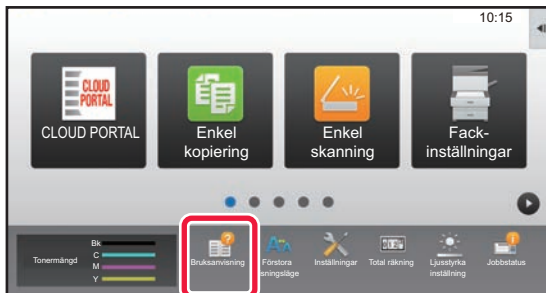 10:15
CLOUD
PORTAL
CLOUD PORTAL
Enkel
kopiering
Enkel
skanning
Fack-
inställningar
Tonermängd
Bk
C
M
Y
Bruksanvisning
Förstora
sningsläge
Inställningar
Total räkning
Ljusstyrka
inställning
Jobbstatus